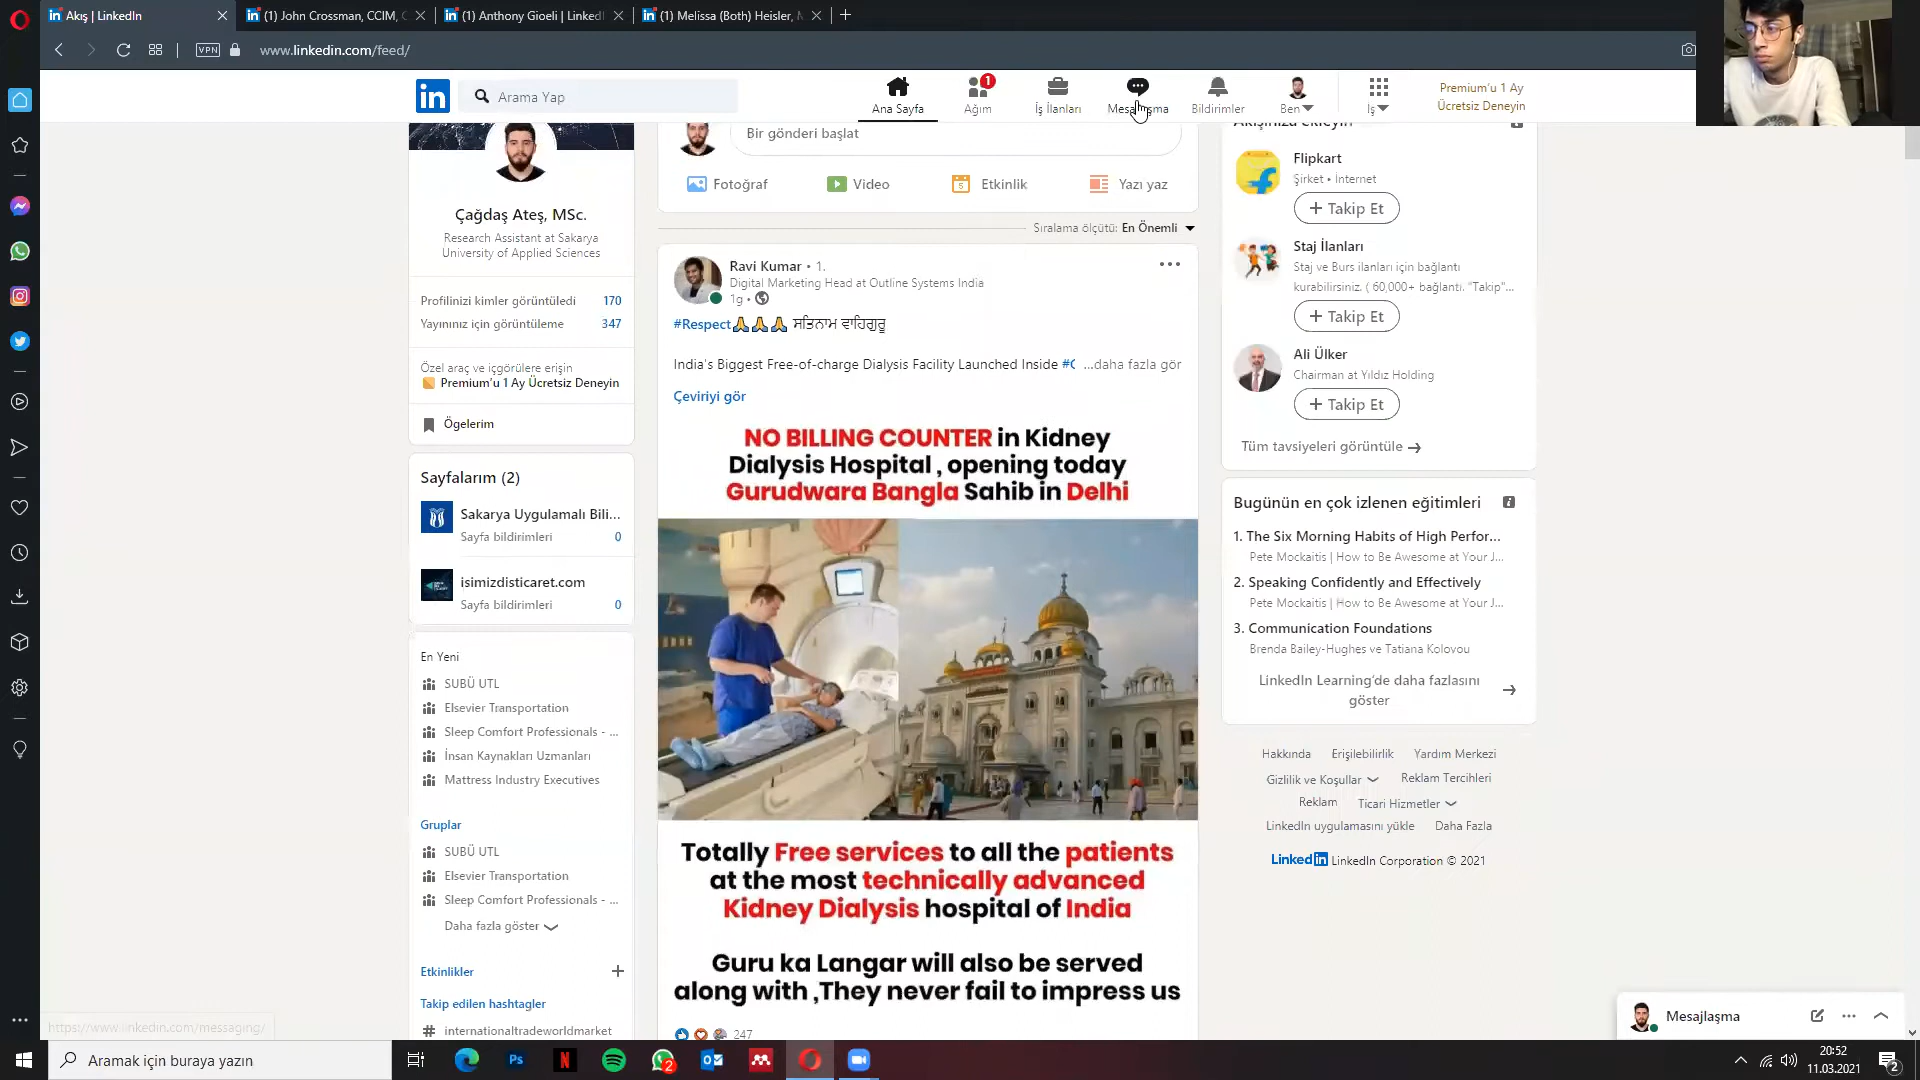 Akış | LinkedIn
(1) John Crossman, CCIM,
(1) Anthony Gioeli | LinkedI
(1) Melissa (Both) Heisler,
VPN
www.linkedin.com/feed/
in
Arama Yap
1
Ana Sayfa
Ağım
İş İlanları
Mesajlaşma
Bildirimler
Ben
İş
Premium'u 1 Ay
Ücretsiz Deneyin
Çağdaş Ateş, MSc.
Research Assistant at Sakarya
University of Applied Sciences
Profilinizi kimler görüntüledi 170
Yayınınız için görüntüleme 347
Özel araç ve içgörülere erişin
Premium'u 1 Ay Ücretsiz Deneyin
Ögelerim
Sayfalarım (2)
Sakarya Uygulamalı Bili...
Sayfa bildirimleri 0
isimizdisticaret.com
Sayfa bildirimleri 0
En Yeni
SUBÜ UTL
Elsevier Transportation
Sleep Comfort Professionals - ...
İnsan Kaynakları Uzmanları
Mattress Industry Executives
Gruplar
SUBÜ UTL
Elsevier Transportation
Sleep Comfort Professionals - ...
Daha fazla göster
Etkinlikler +
Takip edilen hashtagler
# internationaltradeworldmarket
Bir gönderi başlat
Fotoğraf
Video
Etkinlik
Yazı yaz
Sıralama ölçütü: En Önemli
Ravi Kumar • 1.
Digital Marketing Head at Outline Systems India
1g •
#Respect🙏🙏🙏 ਸਤਿਨਾਮ ਵਾਹਿਗੁਰੂ
India's Biggest Free-of-charge Dialysis Facility Launched Inside #( ...daha fazla gör
Çeviriyi gör
NO BILLING COUNTER in Kidney
Dialysis Hospital , opening today
Gurudwara Bangla Sahib in Delhi
Totally Free services to all the patients
at the most technically advanced
Kidney Dialysis hospital of India
Guru ka Langar will also be served
along with ,They never fail to impress us
247
Akışınıza ekleyin
Flipkart
Şirket • Internet
+ Takip Et
Staj İlanları
Staj ve Burs ilanları için bağlantı
kurabilirsiniz. ( 60,000+ bağlantı. "Takip"...
+ Takip Et
Ali Ülker
Chairman at Yıldız Holding
+ Takip Et
Tüm tavsiyeleri görüntüle →
Bugünün en çok izlenen eğitimleri
1. The Six Morning Habits of High Perfor...
Pete Mockaitis | How to Be Awesome at Your J...
2. Speaking Confidently and Effectively
Pete Mockaitis | How to Be Awesome at Your J...
3. Communication Foundations
Brenda Bailey-Hughes ve Tatiana Kolovou
LinkedIn Learning'de daha fazlasını
göster →
Hakkında Erişilebilirlik Yardım Merkezi
Gizlilik ve Koşullar Reklam Tercihleri
Reklam Ticari Hizmetler
LinkedIn uygulamasını yükle Daha Fazla
LinkedIn LinkedIn Corporation © 2021
Mesajlaşma
https://www.linkedin.com/messaging/
Aramak için buraya yazın
Ps
N
2
20:52
11.03.2021
2